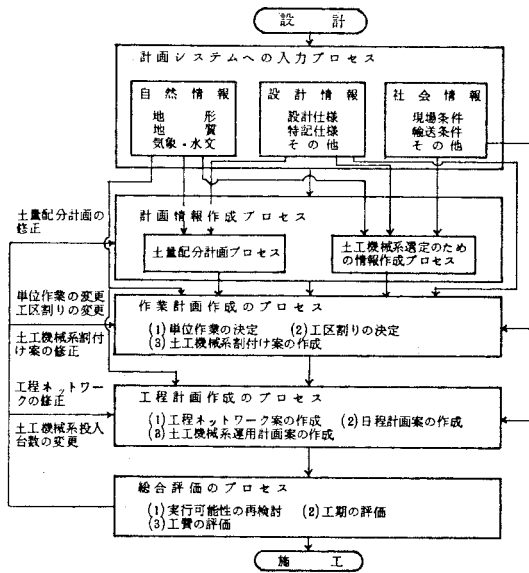 設計
計画システムへの入力プロセス
自然情報
地形
地質
気象・水文
設計情報
設計仕様
特記仕様
その他
社会情報
現場条件
輸送条件
その他
土量配分計画の
修正
計画情報作成プロセス
土量配分計画プロセス
土工機械系選定のため
の情報作成プロセス
単位作業の変更
工区割りの変更
土工機械系割付
け案の修正
作業計画作成のプロセス
(1)単位作業の決定 (2)工区割りの決定
(3)土工機械系割付け案の作成
工程ネットワー
クの修正
土工機械系投入
台数の変更
工程計画作成のプロセス
(1)工程ネットワーク案の作成 (2)日程計画案の作成
(3)土工機械系運用計画案の作成
総合評価のプロセス
(1)実行可能性の再検討 (2)工期の評価
(3)工費の評価
施工